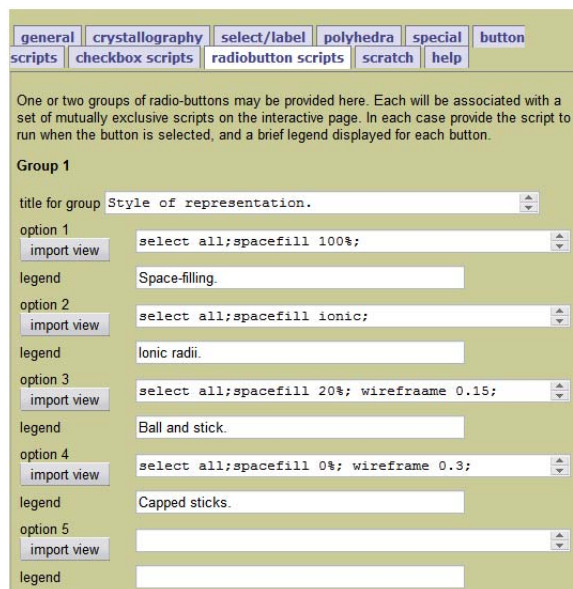 general crystallography select/label polyhedra special button
scripts checkbox scripts radiobutton scripts scratch help
One or two groups of radio-buttons may be provided here. Each will be associated with a
set of mutually exclusive scripts on the interactive page. In each case provide the script to
run when the button is selected, and a brief legend displayed for each button.
Group 1
title for group Style of representation.
option 1
import view select all;spacefill 100%;
legend Space-filling.
option 2
import view select all;spacefill ionic;
legend Ionic radii.
option 3
import view select all;spacefill 20%; wirefraame 0.15;
legend Ball and stick.
option 4
import view select all;spacefill 0%; wireframe 0.3;
legend Capped sticks.
option 5
import view
legend